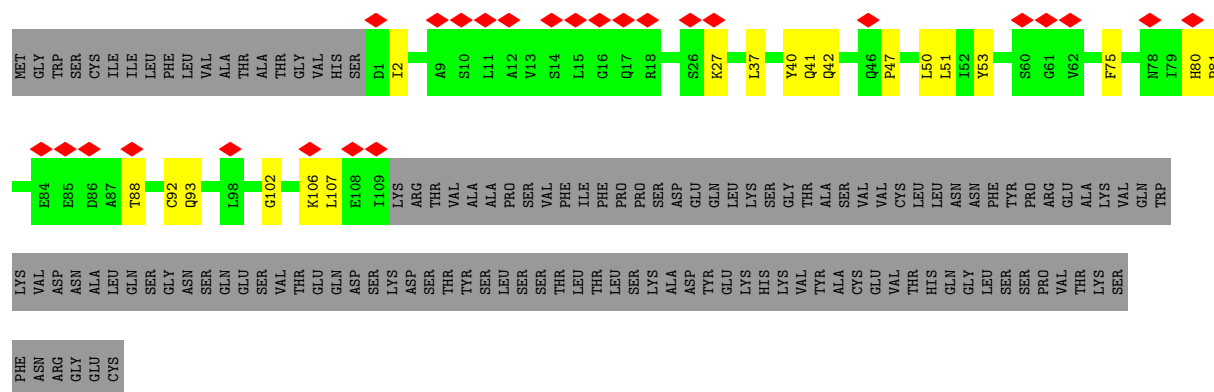 MET GLY TRP SER CYS ILE ILE LEU PHE LEU VAL ALA THR ALA THR GLY VAL HIS SER D1 I2 A9 S10 L11 A12 V13 S14 L15 G16 Q17 R18 S26 K27 L37 Y40 Q41 Q42 Q46 P47 L50 L51 I52 Y53 S60 G61 V62 F75 N78 I79 H80 P81
E84 E85 D86 A87 T88 C92 Q93 L98 G102 K106 L107 E108 I109 LYS ARG THR VAL ALA ALA PRO SER VAL PHE ILE PHE PRO PRO SER ASP GLU GLN LEU LYS SER GLY THR ALA SER VAL VAL CYS LEU LEU ASN ASN PHE TYR PRO ARG GLU ALA LYS VAL GLN TRP
LYS VAL ASP ASN ALA LEU GLN SER GLY ASN SER GLN GLU SER VAL THR GLU GLN ASP SER LYS ASP SER THR TYR SER LEU SER SER THR LEU THR LEU SER LYS ALA ASP TYR GLU LYS HIS LYS VAL TYR ALA CYS GLU VAL THR HIS GLN GLY LEU SER SER PRO VAL THR LYS SER
PHE ASN ARG GLY GLU CYS